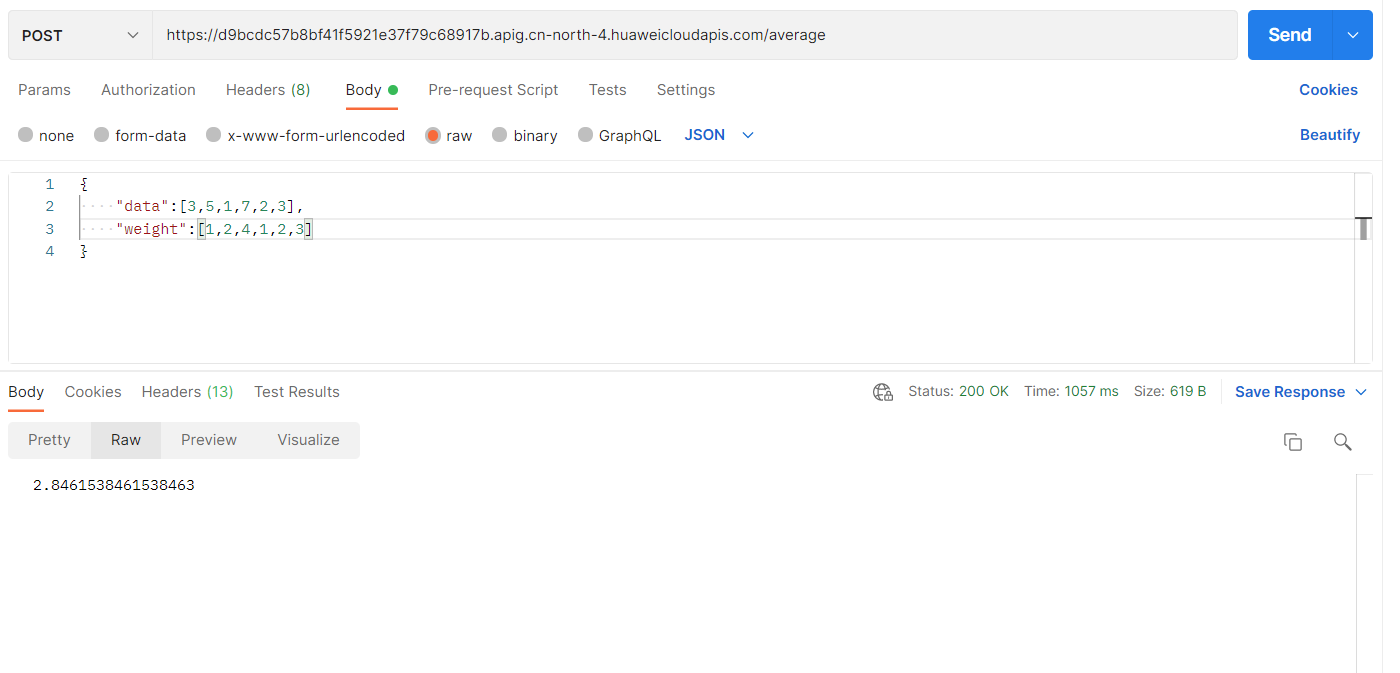 POST https://d9bcdc57b8bf41f5921e37f79c68917b.apig.cn-north-4.huaweicloudapis.com/average Send
Params Authorization Headers (8) Body Pre-request Script Tests Settings Cookies
none form-data x-www-form-urlencoded raw binary GraphQL JSON Beautify
1 {
2 ····"data":[3,5,1,7,2,3],
3 ····"weight":[1,2,4,1,2,3]
4 }
Body Cookies Headers (13) Test Results Status: 200 OK Time: 1057 ms Size: 619 B Save Response
Pretty Raw Preview Visualize
2.8461538461538463